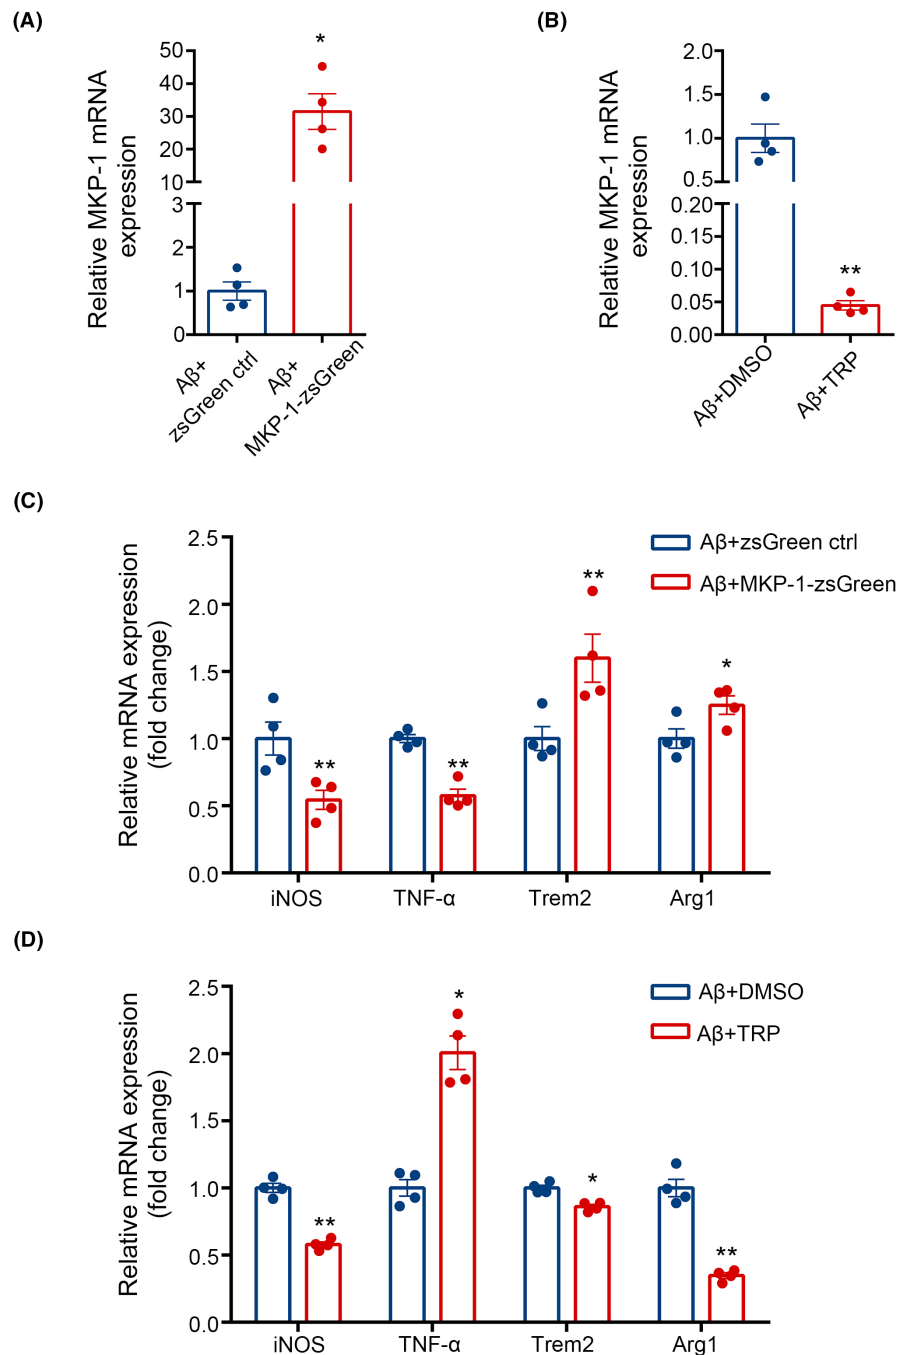 (A)
Relative MKP-1 mRNA
expression
50
40
30
20
10
3
2
1
0
*
Aβ+
zsGreen ctrl
Aβ+
MKP-1-zsGreen
(B)
Relative MKP-1 mRNA
expression
2.0
1.5
1.0
0.5
0.20
0.15
0.10
0.05
0.00
**
Aβ+DMSO
Aβ+TRP
(C)
Relative mRNA expression
(fold change)
2.5
2.0
1.5
1.0
0.5
0.0
Aβ+zsGreen ctrl
Aβ+MKP-1-zsGreen
**
**
**
*
iNOS
TNF-α
Trem2
Arg1
(D)
Relative mRNA expression
(fold change)
2.5
2.0
1.5
1.0
0.5
0.0
Aβ+DMSO
Aβ+TRP
**
*
*
**
iNOS
TNF-α
Trem2
Arg1